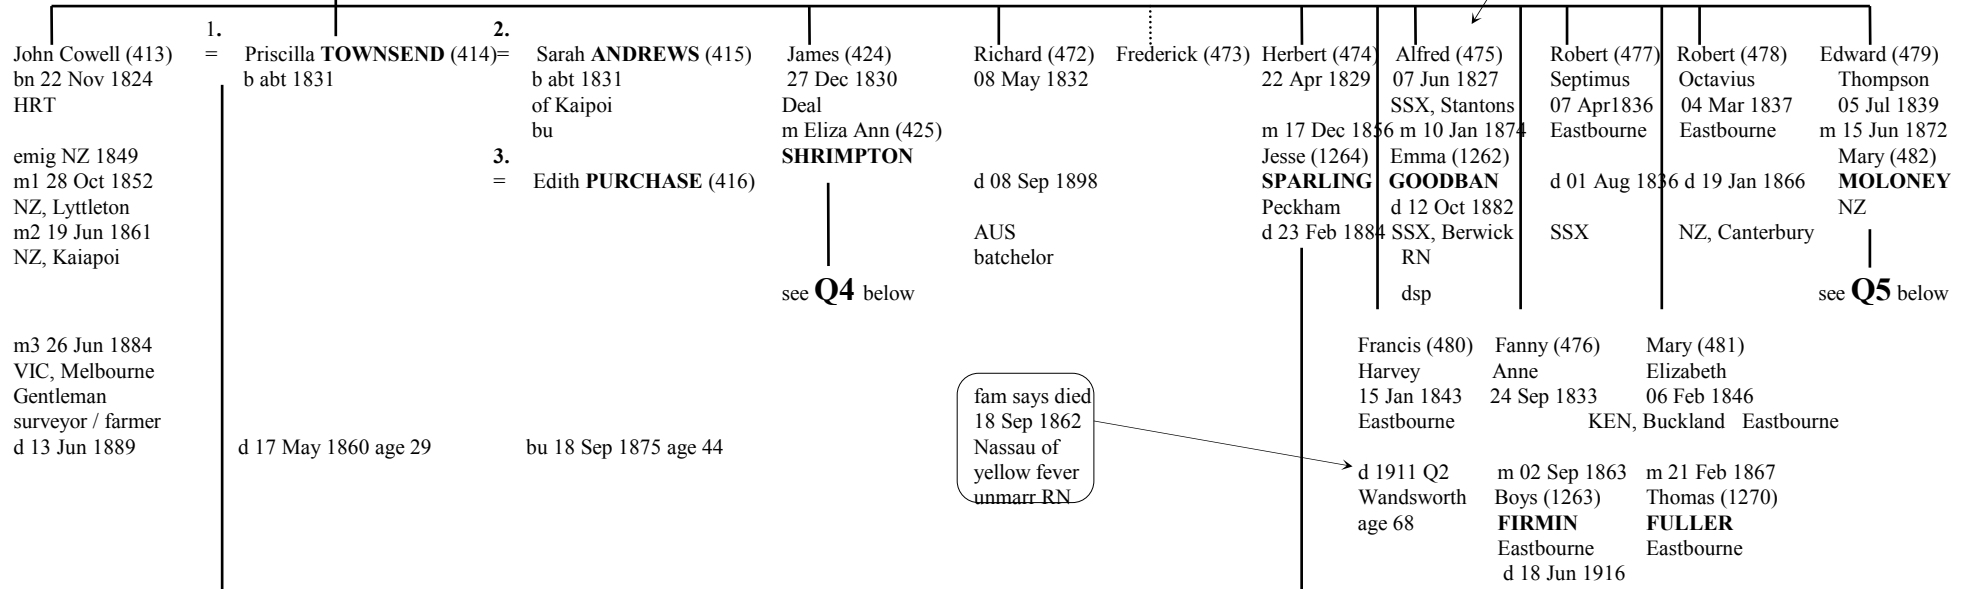 1.
2.
John Cowell (413)
=
Priscilla TOWNSEND (414)=
Sarah ANDREWS (415)
James (424)
Richard (472)
Frederick (473)
Herbert (474)
Alfred (475)
Robert (477)
Robert (478)
Edward (479)
bn 22 Nov 1824
b abt 1831
b abt 1831
27 Dec 1830
08 May 1832
22 Apr 1829
07 Jun 1827
Septimus
Octavius
Thompson
HRT
of Kaipoi
Deal
SSX, Stantons
07 Apr1836
04 Mar 1837
05 Jul 1839
bu
m Eliza Ann (425)
m 17 Dec 1856
m 10 Jan 1874
Eastbourne
Eastbourne
m 15 Jun 1872
emig NZ 1849
3.
SHRIMPTON
Jesse (1264)
Emma (1262)
Mary (482)
m1 28 Oct 1852
=
Edith PURCHASE (416)
d 08 Sep 1898
SPARLING
GOODBAN
d 01 Aug 1836
d 19 Jan 1866
MOLONEY
NZ, Lyttleton
Peckham
d 12 Oct 1882
NZ
m2 19 Jun 1861
AUS
d 23 Feb 1884
SSX, Berwick
SSX
NZ, Canterbury
NZ, Kaiapoi
batchelor
RN
see Q4 below
dsp
see Q5 below
m3 26 Jun 1884
Francis (480)
Fanny (476)
Mary (481)
VIC, Melbourne
Harvey
Anne
Elizabeth
Gentleman
fam says died
15 Jan 1843
24 Sep 1833
06 Feb 1846
surveyor / farmer
18 Sep 1862
Eastbourne
KEN, Buckland
Eastbourne
d 13 Jun 1889
d 17 May 1860 age 29
bu 18 Sep 1875 age 44
Nassau of
yellow fever
d 1911 Q2
m 02 Sep 1863
m 21 Feb 1867
unmarr RN
Wandsworth
Boys (1263)
Thomas (1270)
age 68
FIRMIN
FULLER
Eastbourne
Eastbourne
d 18 Jun 1916